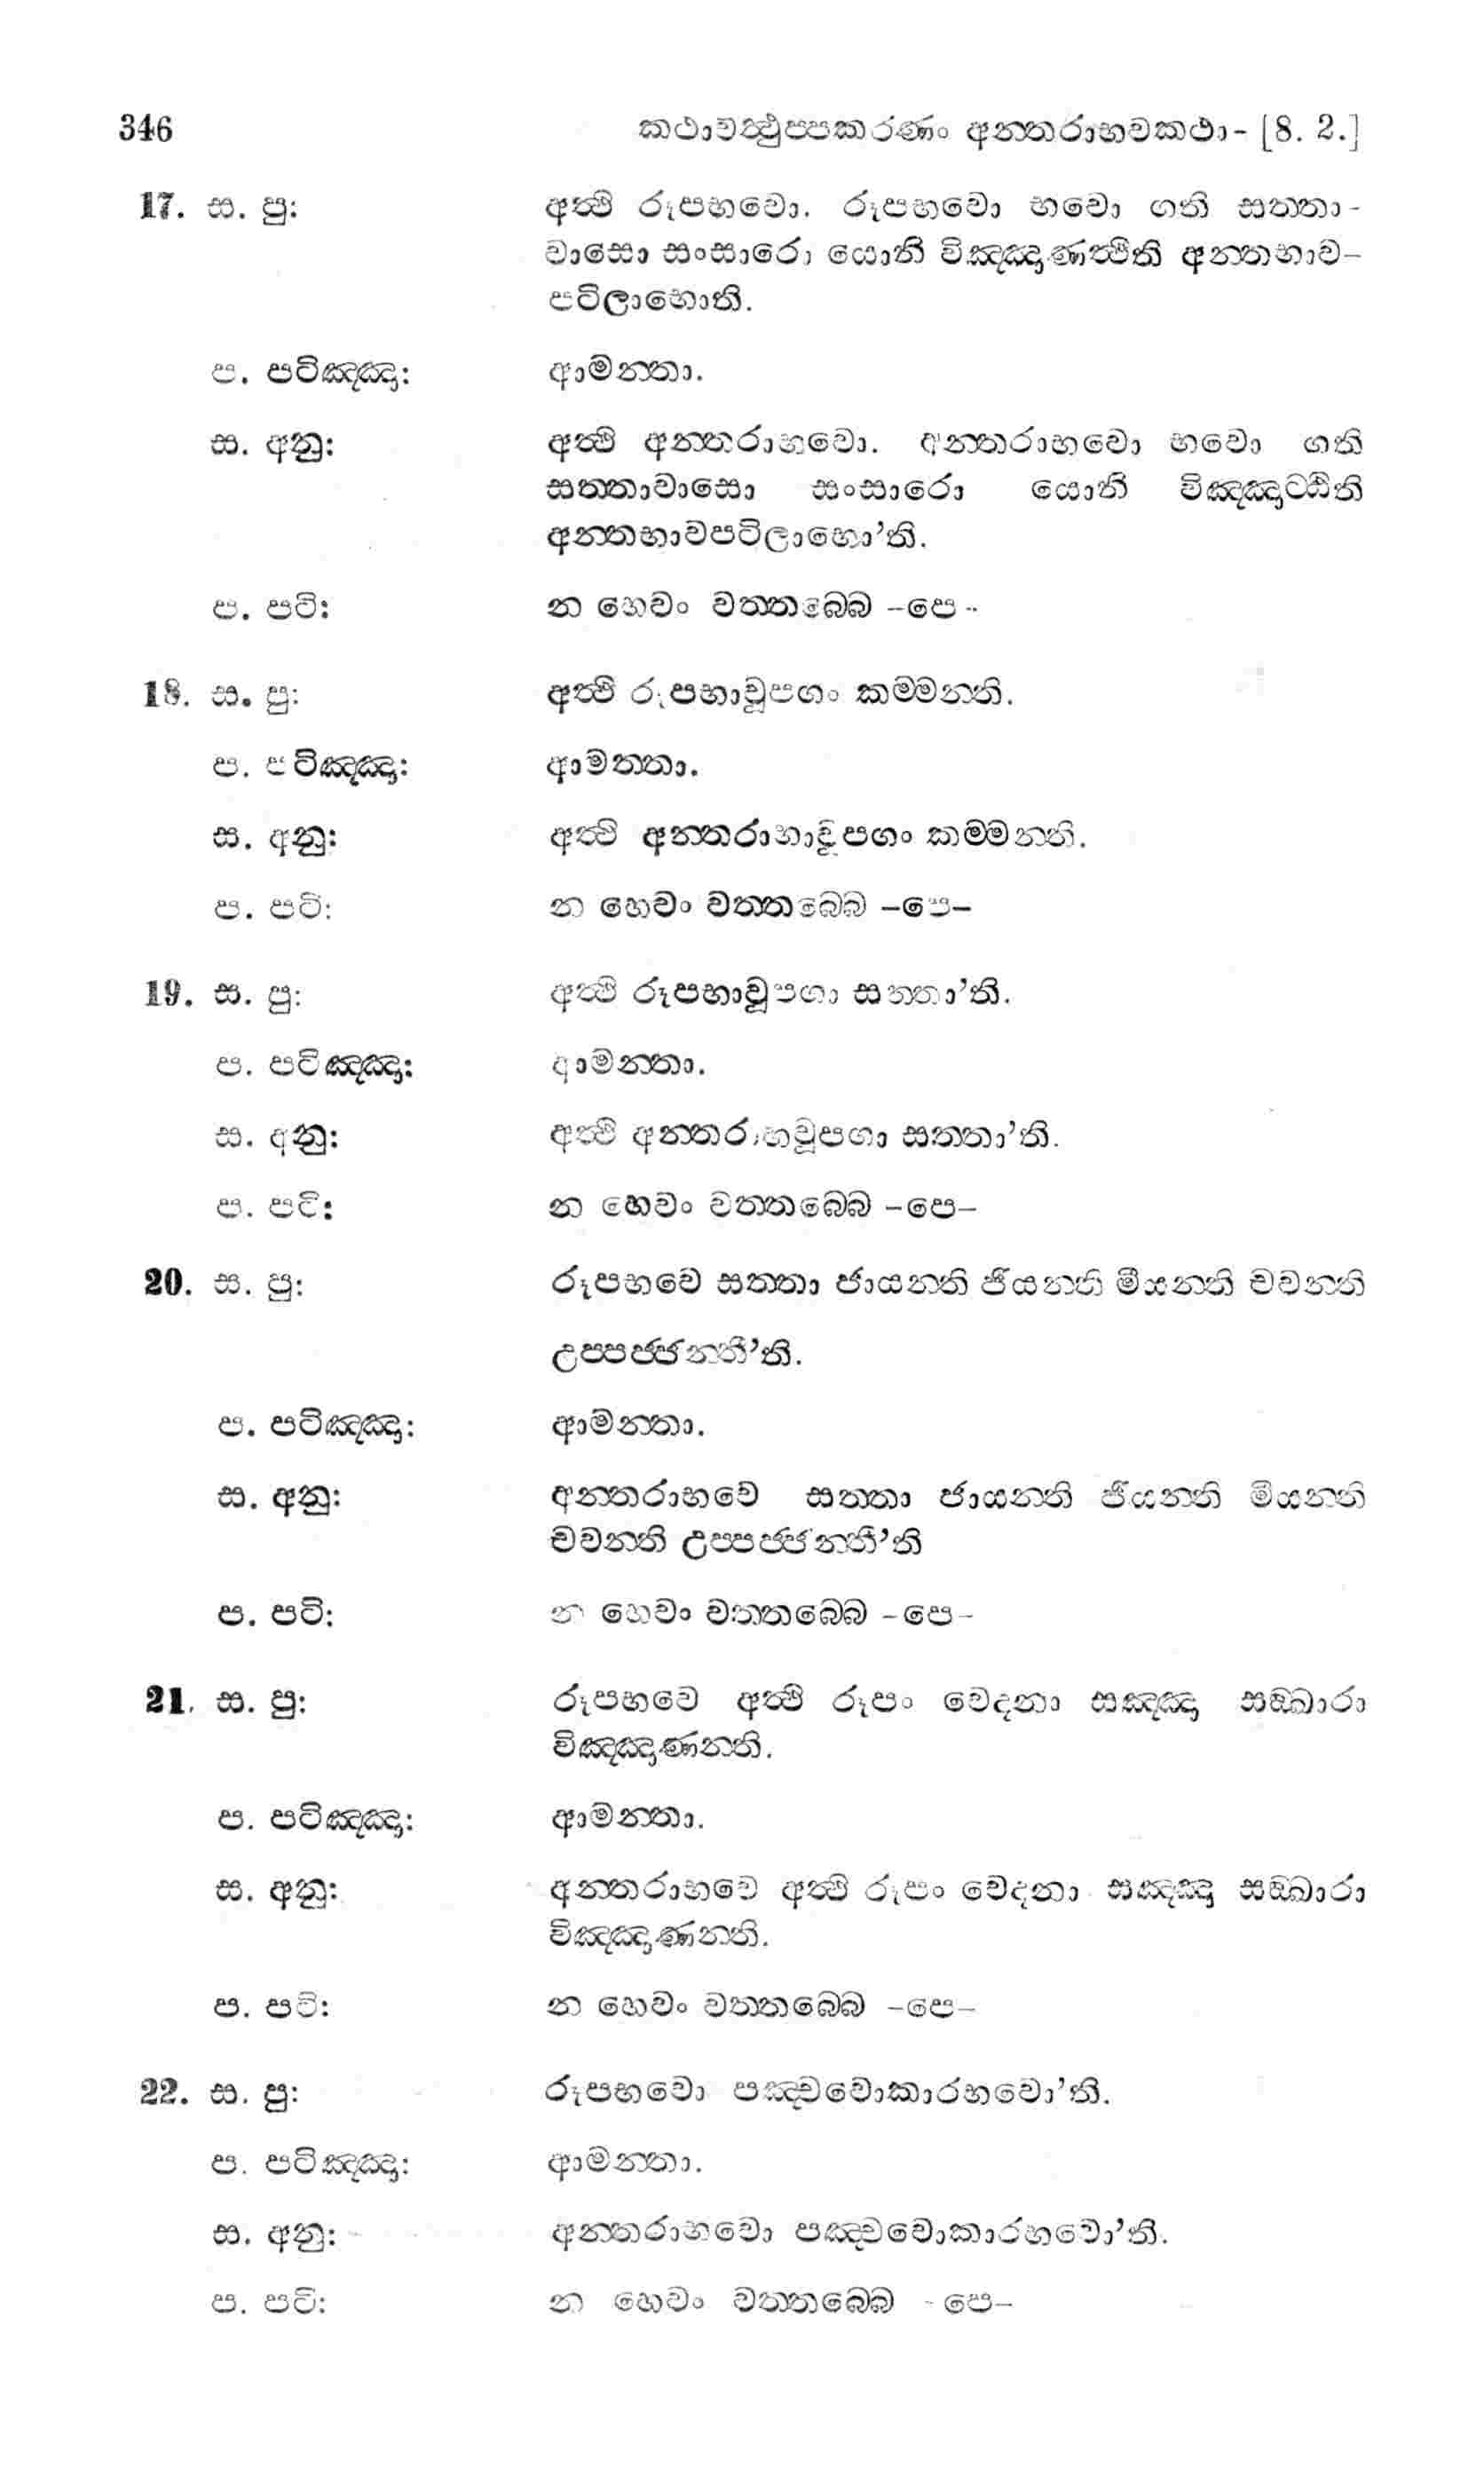 346 කථාවත්‍ථුප්පකරණං අන්තරාභවකථා- [8. 2.]
17. ස. පු: අත්‍ථි රූපභවො. රූපභවො භවො ගති සත්තා-
වාසො සංසාරො යොනි විඤ්ඤාණත්‍ථිති අත්තභාව-
පටිලාභොති.
ප. පටිඤ්ඤා: ආමන්තා.
ස. අනු: අත්‍ථි අන්තරාභවො. අන්තරාභවො භවො ගති
සත්තාවාසො සංසාරො යොනි විඤ්ඤාටඨිති
අත්තභාවපටිලාභො’ති.
ප. පටි: න හෙවං වත්තබ්බෙ -පෙ-
18. ස. පු: අත්‍ථි රූපභාවූපගං කම්මන්ති.
ප. පටිඤ්ඤා: ආමත්තා.
ස. අනු: අත්‍ථි අන්තරාභාවූපගං කම්මන්ති.
ප. පටි: න හෙවං වත්තබ්බෙ -පෙ-
19. ස. පු: අත්‍ථි රූපභාවූපගා සත්තා’ති.
ප. පටිඤ්ඤා: ආමන්තා.
ස. අනු: අත්‍ථි අන්තරාභවූපගා සත්තා’ති.
ප. පටි: න හෙවං වත්තබ්බෙ -පෙ-
20. ස. පු: රූපභවෙ සත්තා ජායන්ති ජීයන්ති මීයන්ති චවන්ති
උප්පජ්ජන්තී’ති.
ප. පටිඤ්ඤා: ආමන්තා.
ස. අනු: අන්තරාභවෙ සත්තා ජායන්ති ජීයන්ති මීයන්ති
චවන්ති උප්පජ්ජන්තී’ති
ප. පටි: න හෙවං වත්තබ්බෙ -පෙ-
21. ස. පු: රූපභවෙ අත්‍ථි රූපං වෙදනා සඤ්ඤා සඞ්ඛාරා
විඤ්ඤාණන්ති.
ප. පටිඤ්ඤා: ආමන්තා.
ස. අනු: අන්තරාභවෙ අත්‍ථි රූපං වෙදනා සඤ්ඤා සඞ්ඛාරා
විඤ්ඤාණන්ති.
ප. පටි: න හෙවං වත්තබ්බෙ -පෙ-
22. ස. පු: රූපභවො පඤ්චවොකාරභවො’ති.
ප. පටිඤ්ඤා: ආමන්තා.
ස. අනු: අන්තරාභවො පඤ්චවොකාරභවො’ති.
ප. පටි: න හෙවං වත්තබ්බෙ - පෙ-